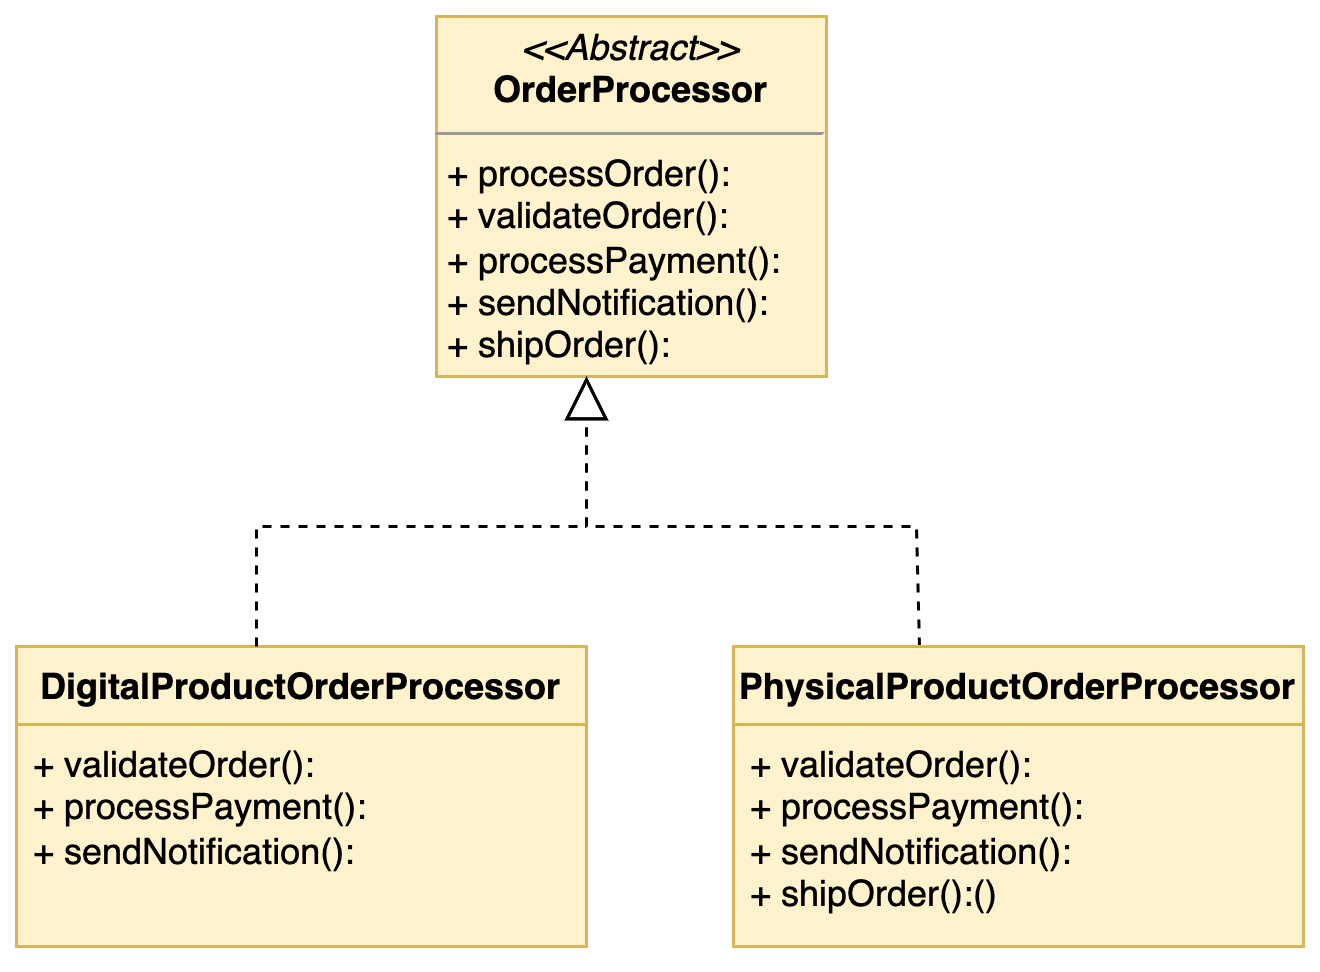 <<Abstract>>
OrderProcessor
+ processOrder():
+ validateOrder():
+ processPayment():
+ sendNotification():
+ shipOrder():
DigitalProductOrderProcessor
+ validateOrder():
+ processPayment():
+ sendNotification():
PhysicalProductOrderProcessor
+ validateOrder():
+ processPayment():
+ sendNotification():
+ shipOrder():()